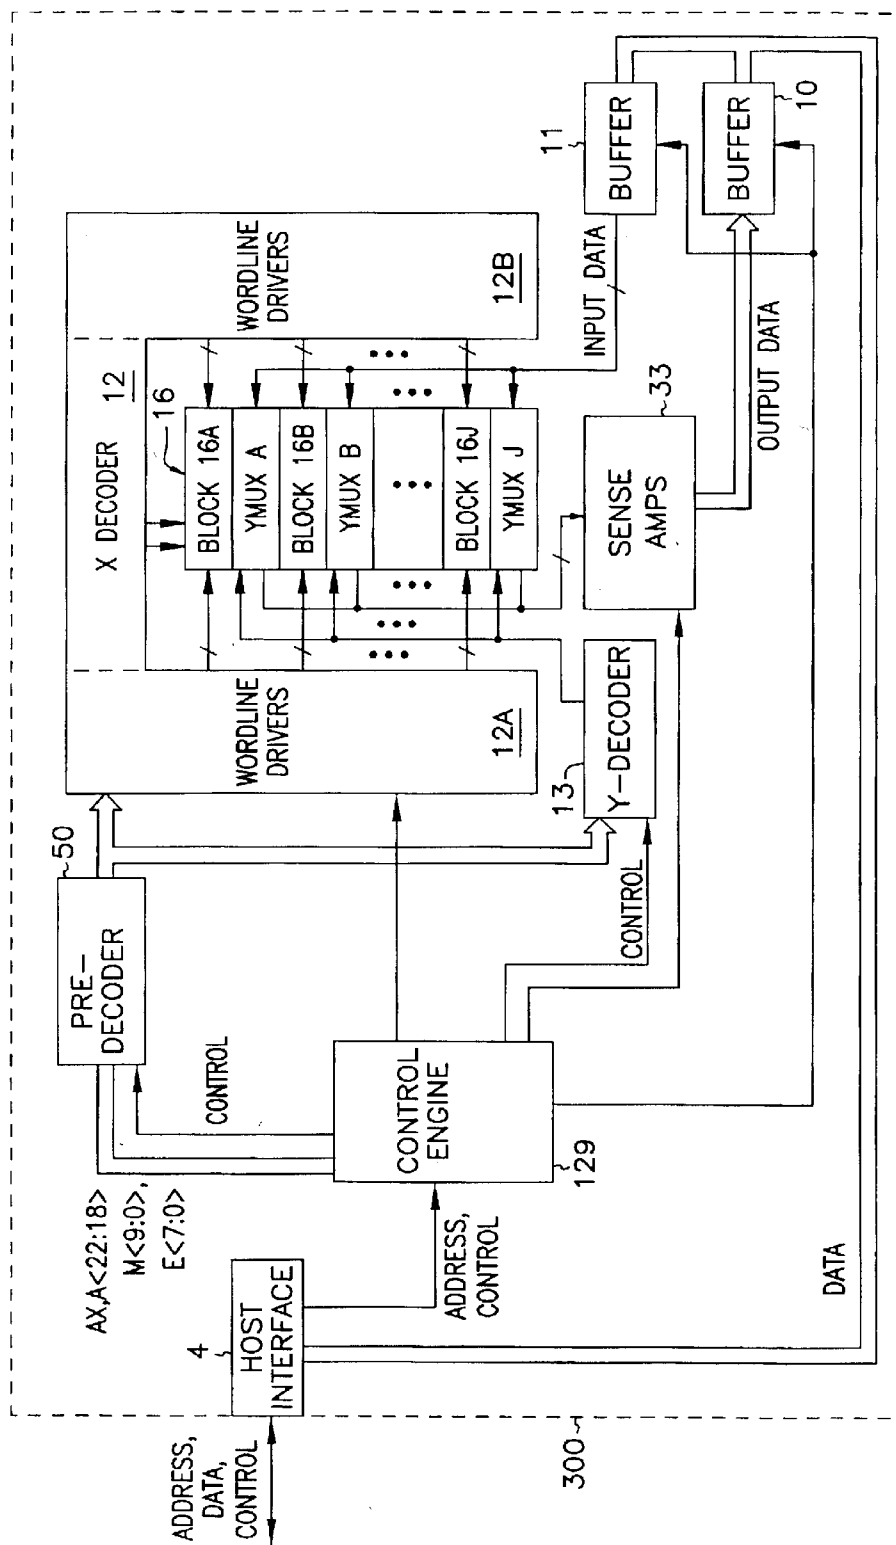 ADDRESS,
DATA,
CONTROL
300
4
HOST
INTERFACE
ADDRESS,
CONTROL
DATA
AX,A<22:18>
M<9:0>,
E<7:0>
CONTROL
PRE-
DECODER
50
CONTROL
ENGINE
129
CONTROL
WORDLINE
DRIVERS
12A
X DECODER
12
16
BLOCK 16A
YMUX A
BLOCK 16B
YMUX B
BLOCK 16J
YMUX J
WORDLINE
DRIVERS
12B
13
Y-DECODER
SENSE
AMPS
33
INPUT DATA
OUTPUT DATA
11
BUFFER
BUFFER
10